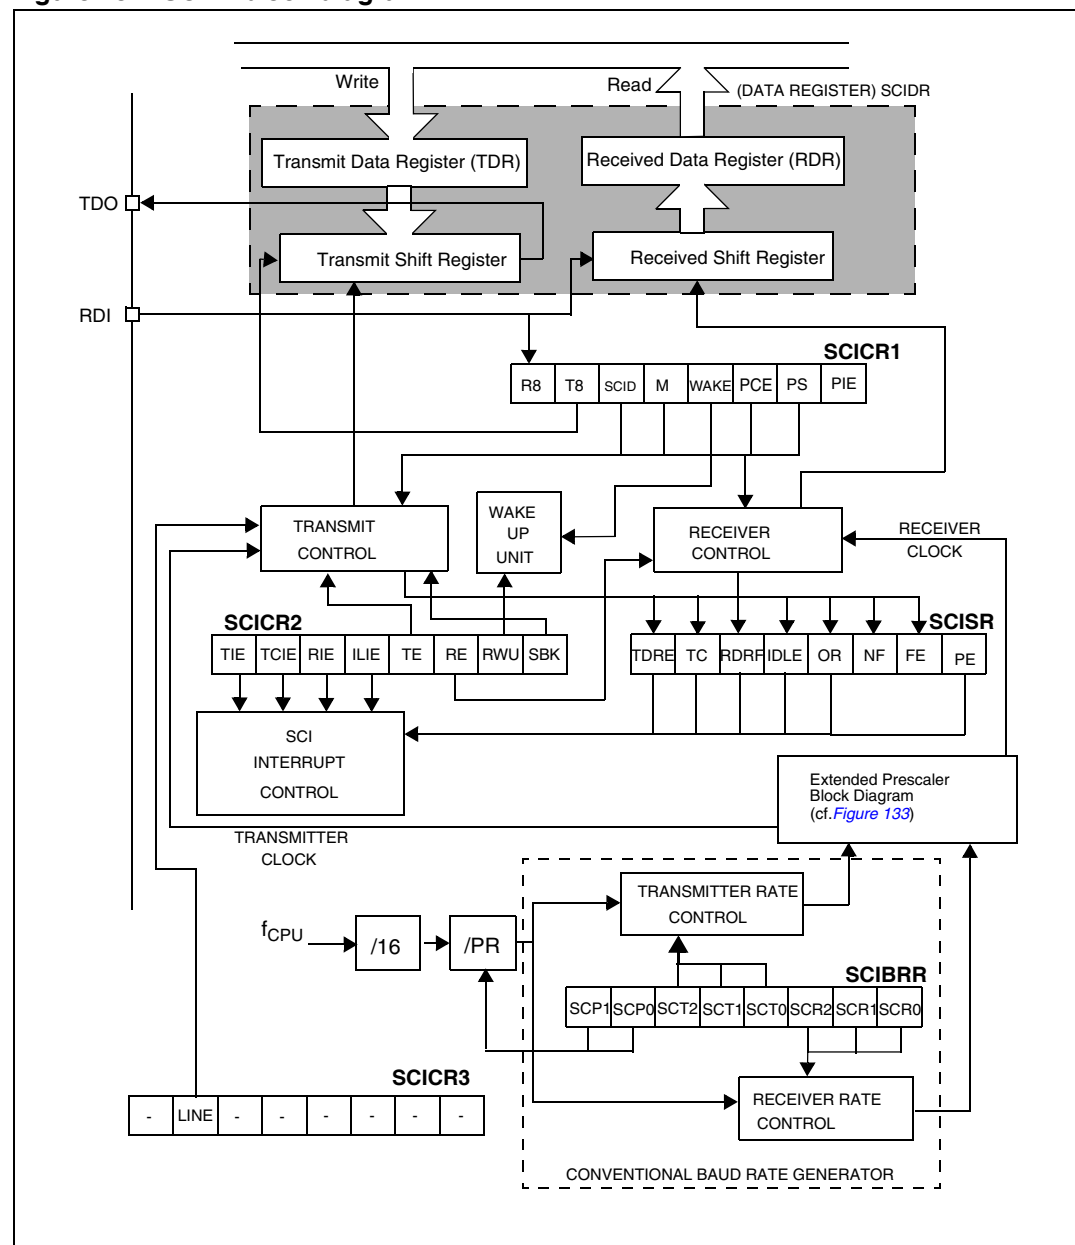 Write
Read
(DATA REGISTER) SCIDR
Transmit Data Register (TDR)
Received Data Register (RDR)
TDO
Transmit Shift Register
Received Shift Register
RDI
SCICR1
R8 T8 SCID M WAKE PCE PS PIE
TRANSMIT
CONTROL
WAKE
UP
UNIT
RECEIVER
CONTROL
RECEIVER
CLOCK
SCICR2
TIE TCIE RIE ILIE TE RE RWU SBK
SCISR
TDRE TC RDRF IDLE OR NF FE PE
SCI
INTERRUPT
CONTROL
Extended Prescaler
Block Diagram
(cf.Figure 133)
TRANSMITTER
CLOCK
TRANSMITTER RATE
CONTROL
fCPU
/16
/PR
SCIBRR
SCP1 SCP0 SCT2 SCT1 SCT0 SCR2 SCR1 SCR0
SCICR3
- LINE - - - - - -
RECEIVER RATE
CONTROL
CONVENTIONAL BAUD RATE GENERATOR